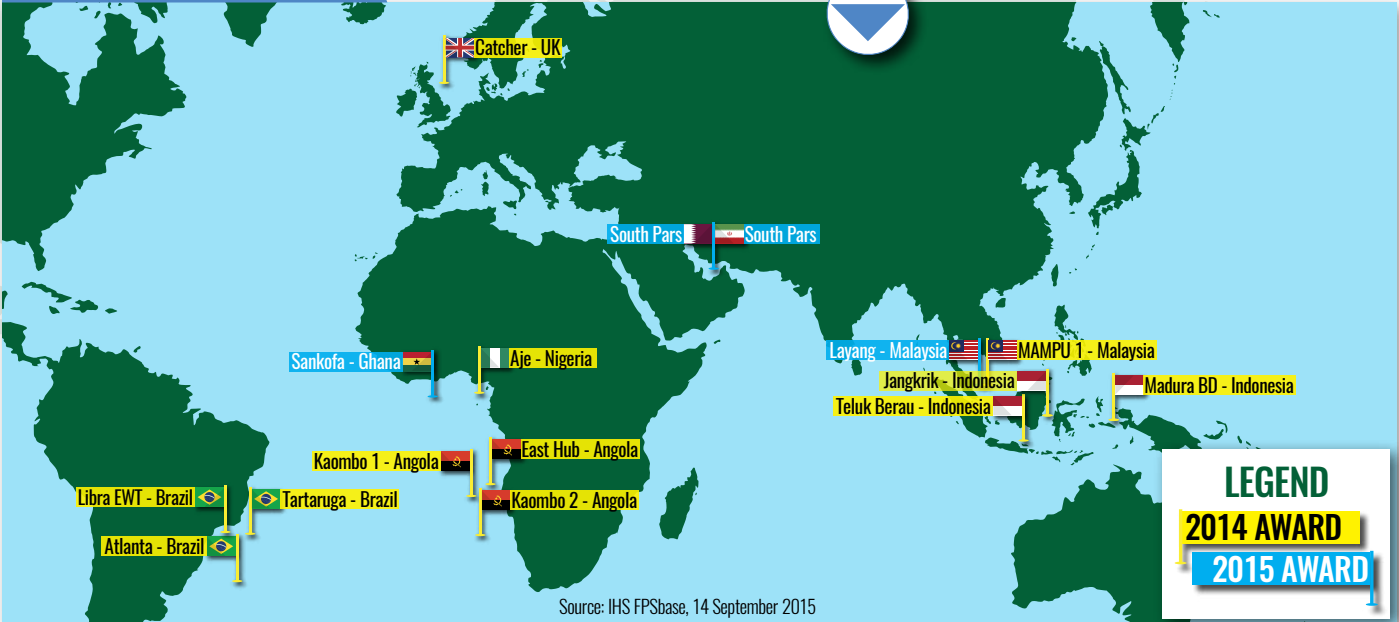 Catcher - UK
South Pars
South Pars
Sankofa - Ghana
Aje - Nigeria
Layang - Malaysia
MAMPU 1 - Malaysia
Jangkrik - Indonesia
Madura BD - Indonesia
Teluk Berau - Indonesia
East Hub - Angola
Kaombo 1 - Angola
Libra EWT - Brazil
Tartaruga - Brazil
Kaombo 2 - Angola
Atlanta - Brazil
LEGEND
2014 AWARD
2015 AWARD
Source: IHS FPSbase, 14 September 2015